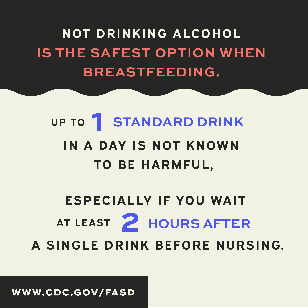 NOT DRINKING ALCOHOL
IS THE SAFEST OPTION WHEN
BREASTFEEDING.
UP TO 1 STANDARD DRINK
IN A DAY IS NOT KNOWN
TO BE HARMFUL,
ESPECIALLY IF YOU WAIT
AT LEAST 2 HOURS AFTER
A SINGLE DRINK BEFORE NURSING.
WWW.CDC.GOV/FASD